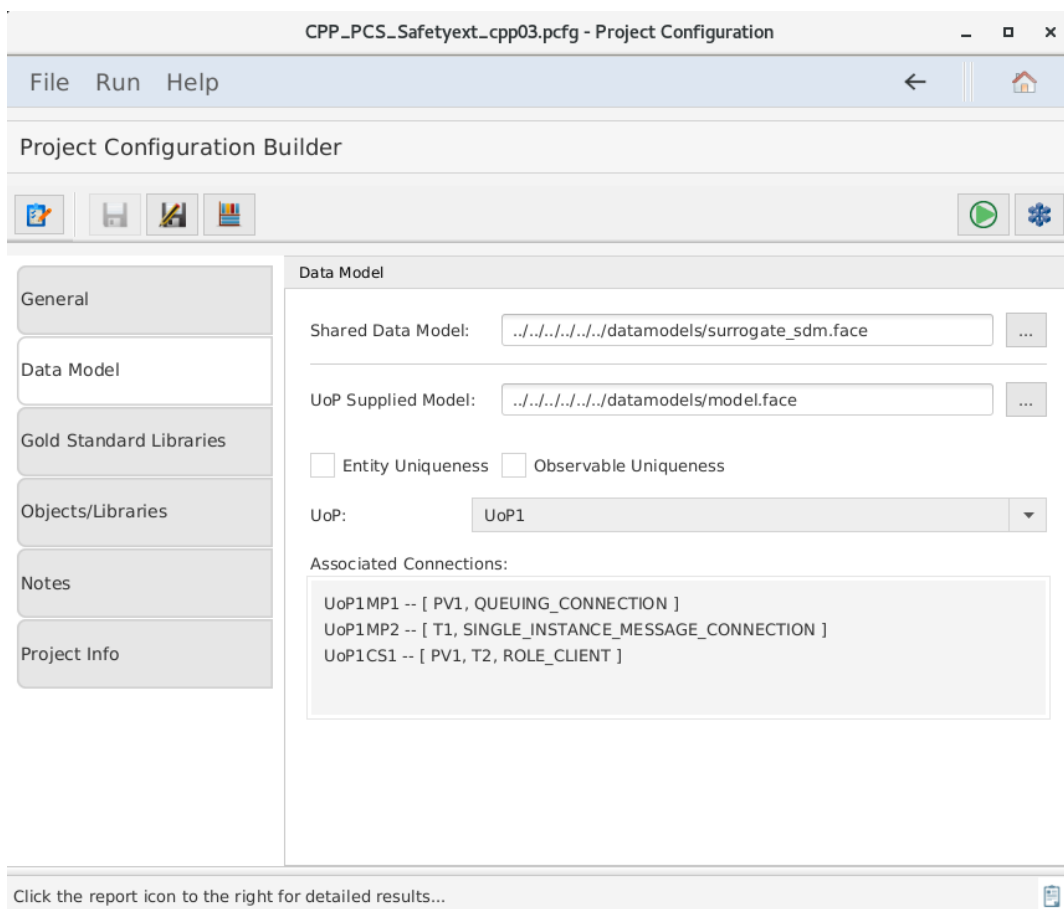 CPP_PCS_Safetyext_cpp03.pcfg - Project Configuration
File Run Help
Project Configuration Builder
General
Data Model
Gold Standard Libraries
Objects/Libraries
Notes
Project Info
Data Model
Shared Data Model: ../../../../../../datamodels/surrogate_sdm.face ...
UoP Supplied Model: ../../../../../../datamodels/model.face ...
Entity Uniqueness Observable Uniqueness
UoP: UoP1
Associated Connections:
UoP1MP1 -- [ PV1, QUEUING_CONNECTION ]
UoP1MP2 -- [ T1, SINGLE_INSTANCE_MESSAGE_CONNECTION ]
UoP1CS1 -- [ PV1, T2, ROLE_CLIENT ]
Click the report icon to the right for detailed results...